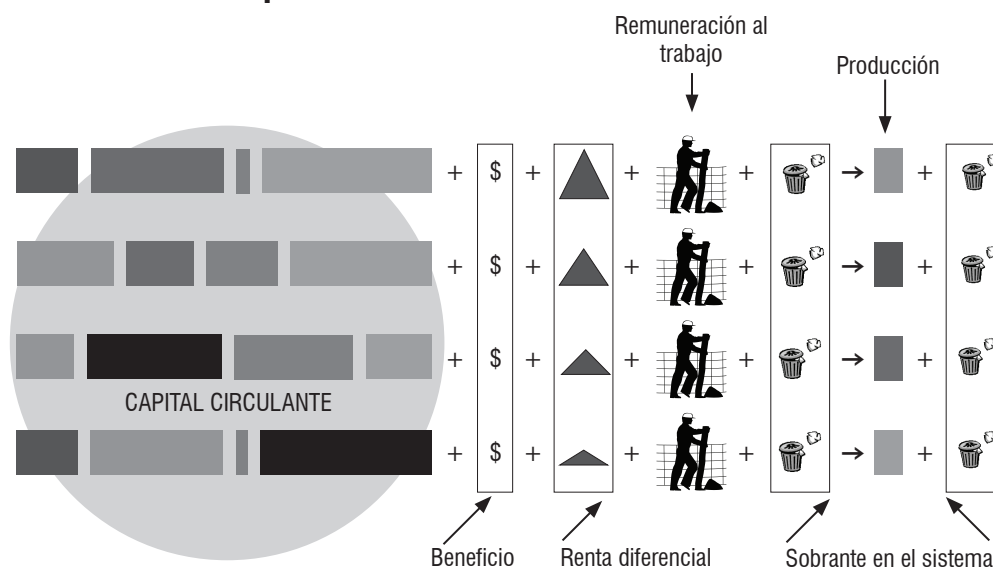 Remuneración al
trabajo
Producción
+ $ + + + → +
+ $ + + + → +
+ $ + + + → +
CAPITAL CIRCULANTE
+ $ + + + → +
Beneficio
Renta diferencial
Sobrante en el sistema